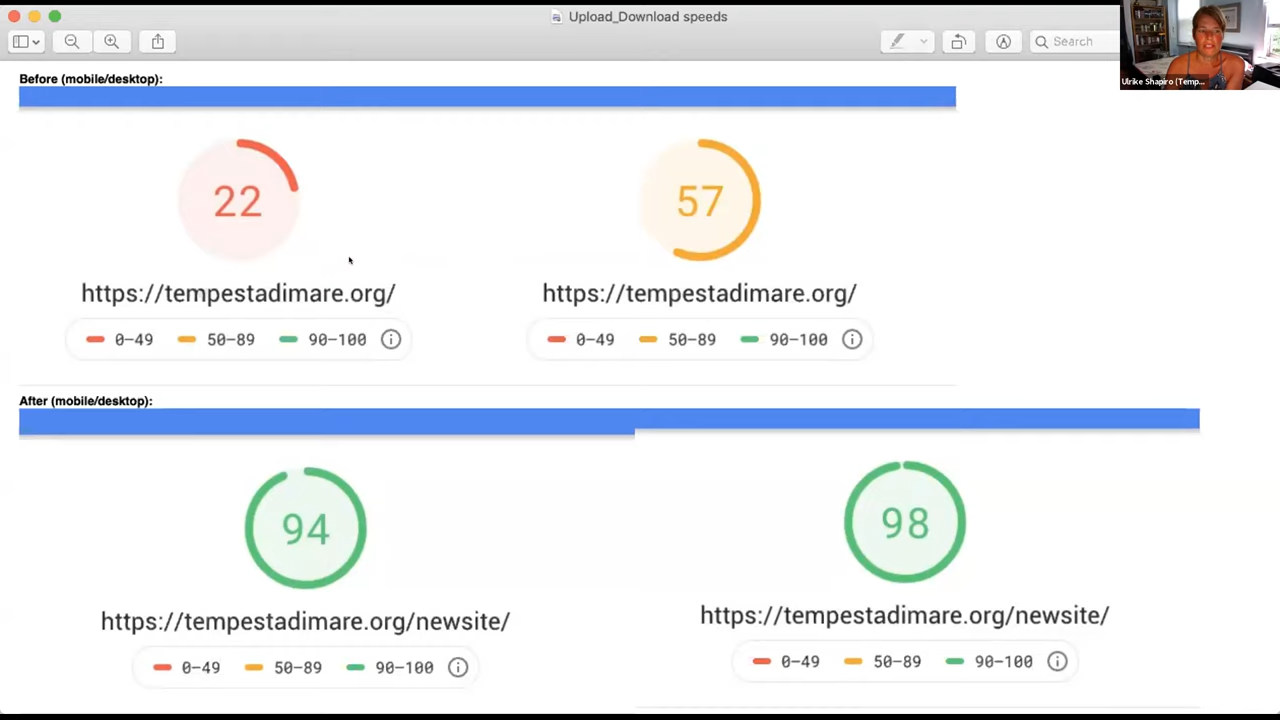 Upload_Download speeds
Search
Ulrike Shapiro (Temp...
Before (mobile/desktop):
22
57
https://tempestadimare.org/
https://tempestadimare.org/
0–49 50–89 90–100
0–49 50–89 90–100
After (mobile/desktop):
94
98
https://tempestadimare.org/newsite/
https://tempestadimare.org/newsite/
0–49 50–89 90–100
0–49 50–89 90–100